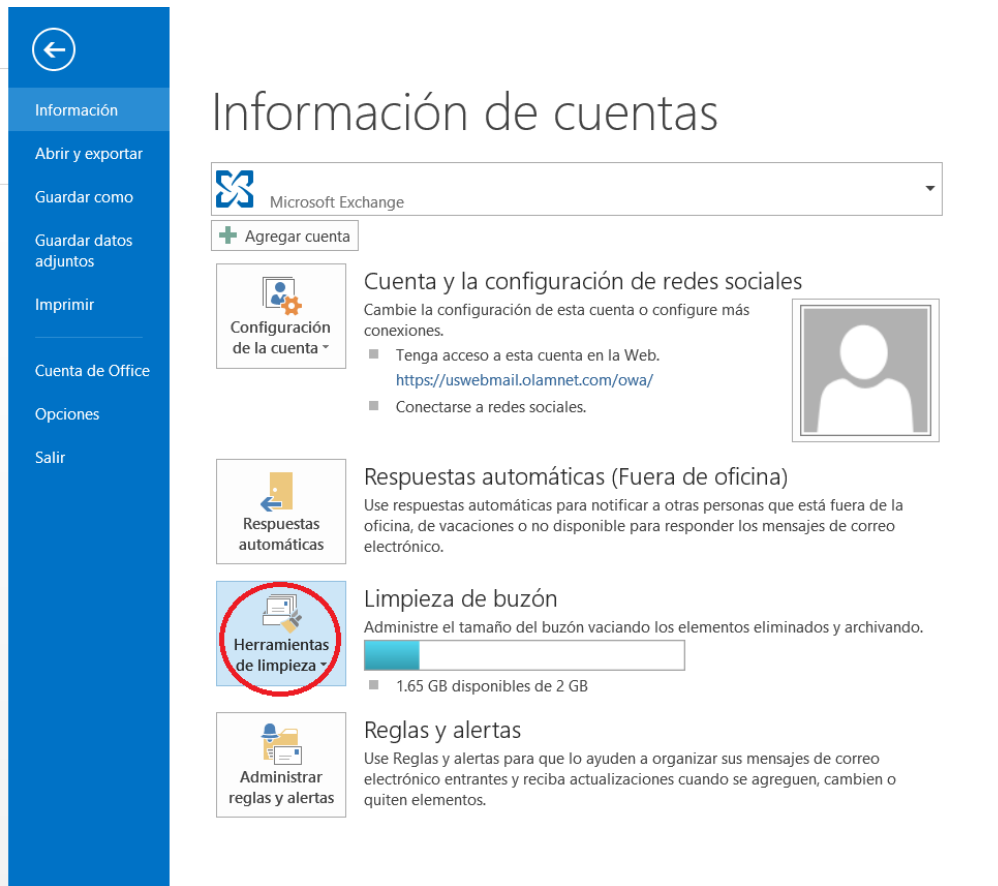 Información
Abrir y exportar
Guardar como
Guardar datos
adjuntos
Imprimir
Cuenta de Office
Opciones
Salir
Información de cuentas
Microsoft Exchange
Agregar cuenta
Configuración
de la cuenta
Cuenta y la configuración de redes sociales
Cambie la configuración de esta cuenta o configure más
conexiones.
Tenga acceso a esta cuenta en la Web.
https://uswebmail.olamnet.com/owa/
Conectarse a redes sociales.
Respuestas
automáticas
Respuestas automáticas (Fuera de oficina)
Use respuestas automáticas para notificar a otras personas que está fuera de la
oficina, de vacaciones o no disponible para responder los mensajes de correo
electrónico.
Herramientas
de limpieza
Limpieza de buzón
Administre el tamaño del buzón vaciando los elementos eliminados y archivando.
1.65 GB disponibles de 2 GB
Administrar
reglas y alertas
Reglas y alertas
Use Reglas y alertas para que lo ayuden a organizar sus mensajes de correo
electrónico entrantes y reciba actualizaciones cuando se agreguen, cambien o
quiten elementos.